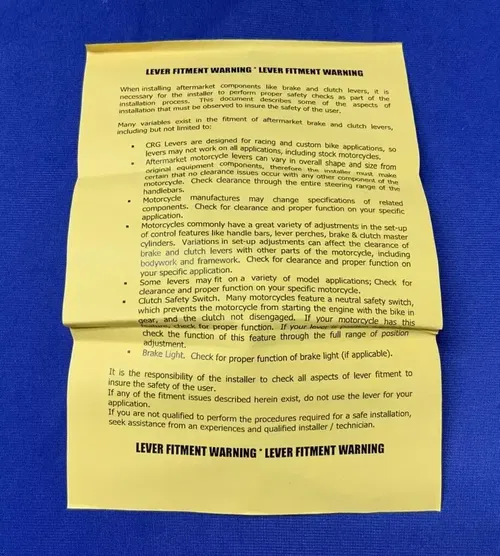 LEVER FITMENT WARNING * LEVER FITMENT WARNING
When installing aftermarket components like brake and clutch levers, it is
necessary for the installer to perform proper safety checks as part of the
installation process. This document describes some of the aspects of
installation that must be observed to insure the safety of the user.
Many variables exist in the fitment of aftermarket brake and clutch levers,
including but not limited to:
• CRG Levers are designed for racing and custom bike applications, so
levers may not work on all applications, including stock motorcycles.
• Aftermarket motorcycle levers can vary in overall shape and size from
original equipment components, therefore the installer must make
certain that no clearance issues occur with any other component of the
motorcycle. Check clearance through the entire steering range of the
handlebars.
• Motorcycle manufactures may change specifications of related
components. Check for clearance and proper function on your specific
application.
• Motorcycles commonly have a great variety of adjustments in the set-up
of control features like handle bars, lever perches, brake & clutch master
cylinders. Variations in set-up adjustments can affect the clearance of
brake and clutch levers with other parts of the motorcycle, including
bodywork and framework. Check for clearance and proper function on
your specific application.
• Some levers may fit on a variety of model applications; Check for
clearance and proper function on your specific motorcycle.
• Clutch Safety Switch. Many motorcycles feature a neutral safety switch,
which prevents the motorcycle from starting the engine with the bike in
gear, and the clutch not disengaged. If your motorcycle has this
feature, check for proper function. If your lever is
check the function of this feature through the full range of position
adjustment.
• Brake Light. Check for proper function of brake light (if applicable).
It is the responsibility of the installer to check all aspects of lever fitment to
insure the safety of the user.
If any of the fitment issues described herein exist, do not use the lever for your
application.
If you are not qualified to perform the procedures required for a safe installation,
seek assistance from an experiences and qualified installer / technician.
LEVER FITMENT WARNING * LEVER FITMENT WARNING